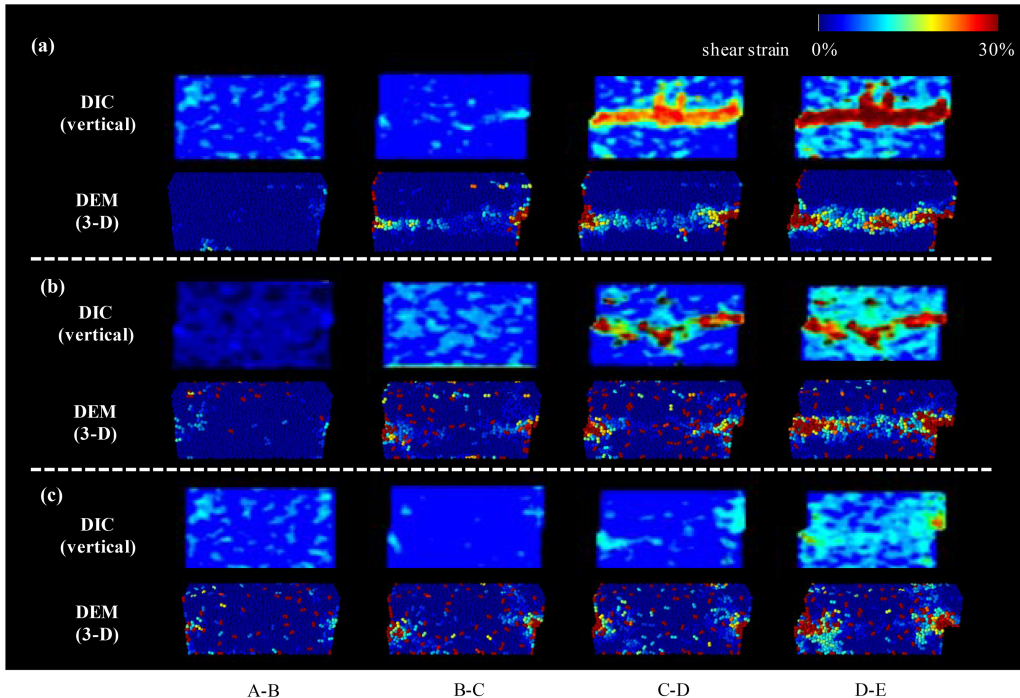 (a)
shear strain 0% 30%
DIC
(vertical)
DEM
(3-D)
(b)
DIC
(vertical)
DEM
(3-D)
(c)
DIC
(vertical)
DEM
(3-D)
A-B B-C C-D D-E